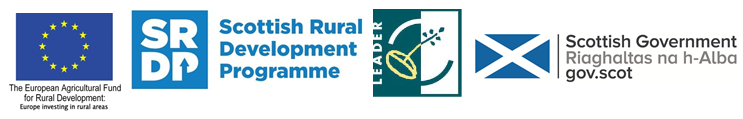 The European Agricultural Fund
for Rural Development:
Europe investing in rural areas
SR
DP
Scottish Rural
Development
Programme
LEADER
Scottish Government
Riaghaltas na h-Alba
gov.scot